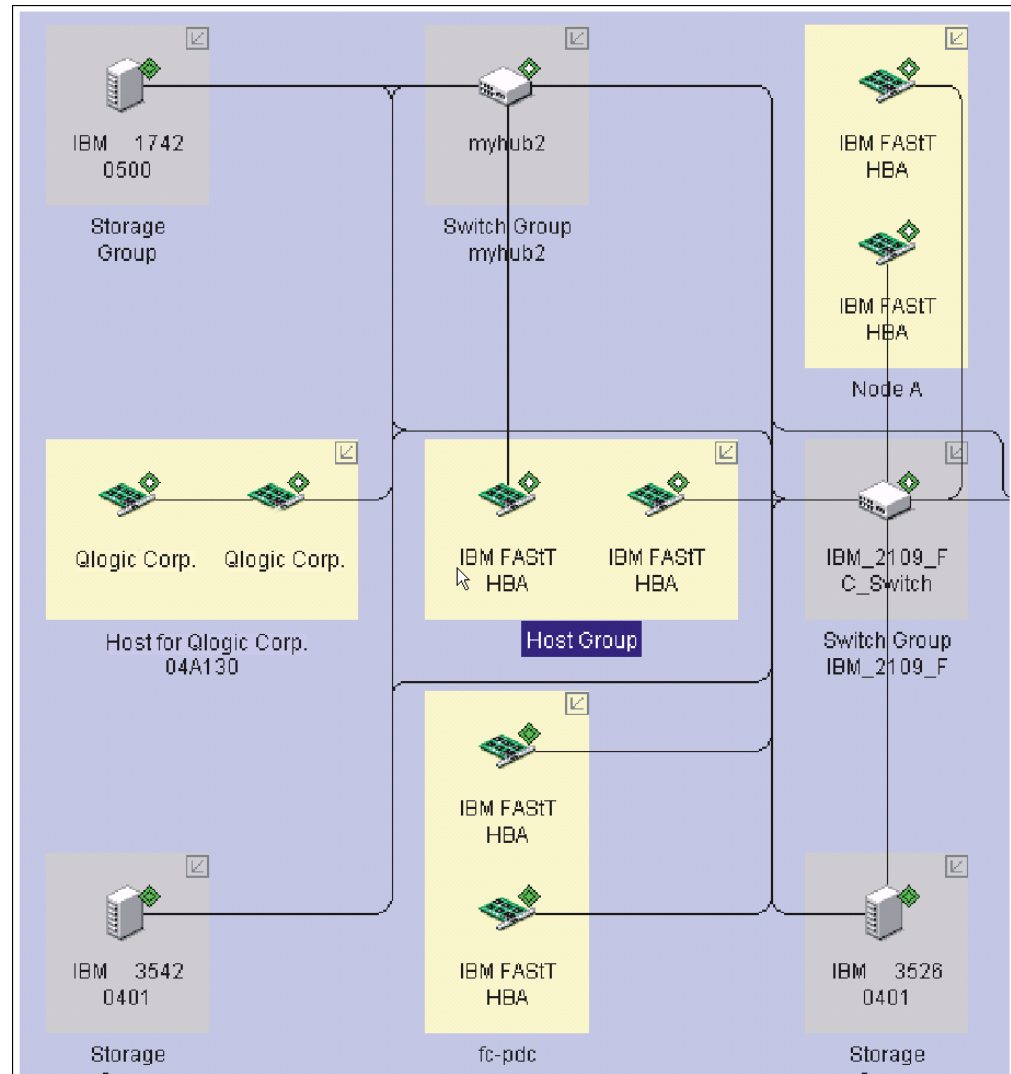 IBM 1742
0500
Storage
Group
myhub2
Switch Group
myhub2
IBM FAStT
HBA
IBM FAStT
HBA
Node A
Qlogic Corp.
Qlogic Corp.
Host for Qlogic Corp.
04A130
IBM FAStT
HBA
IBM FAStT
HBA
Host Group
IBM_2109_F
C_Switch
Switch Group
IBM_2109_F
IBM FAStT
HBA
IBM FAStT
HBA
fc-pdc
IBM 3542
0401
Storage
IBM 3526
0401
Storage